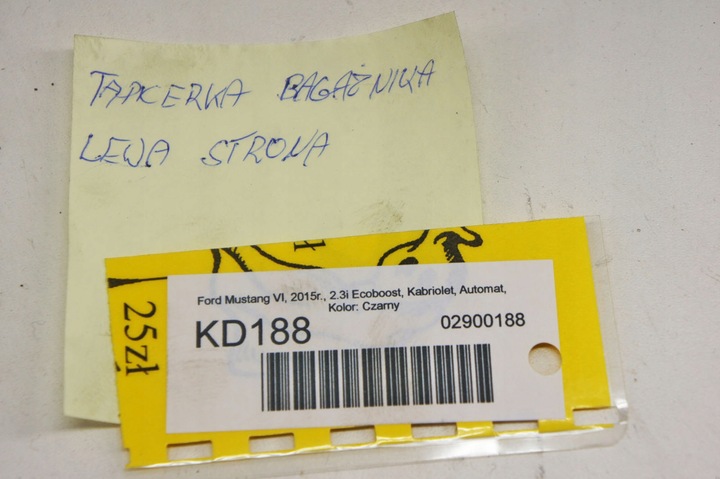 TAPICERKA BAGAŻNIKA
LEWA STRONA
25zł
Ford Mustang VI, 2015r., 2.3i Ecoboost, Kabriolet, Automat,
Kolor: Czarny
KD188
02900188